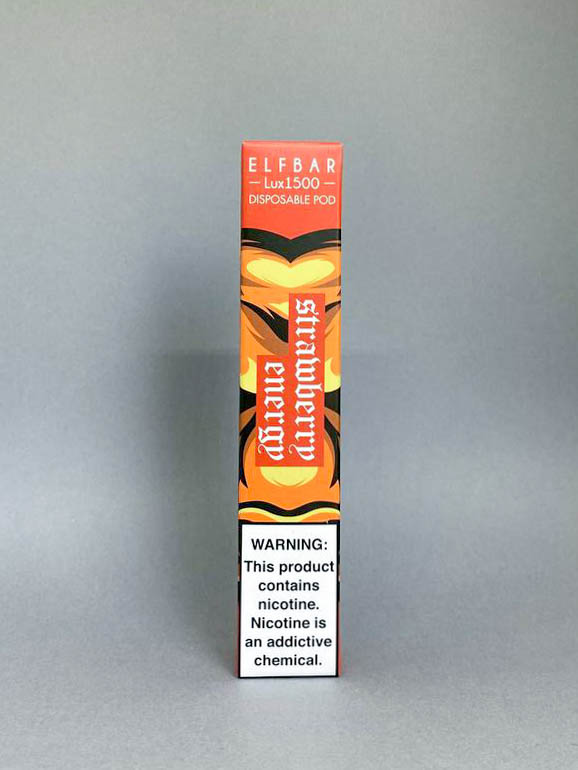 ELFBAR
Lux1500
DISPOSABLE POD
strawberry
energy
WARNING:
This product
contains
nicotine.
Nicotine is
an addictive
chemical.